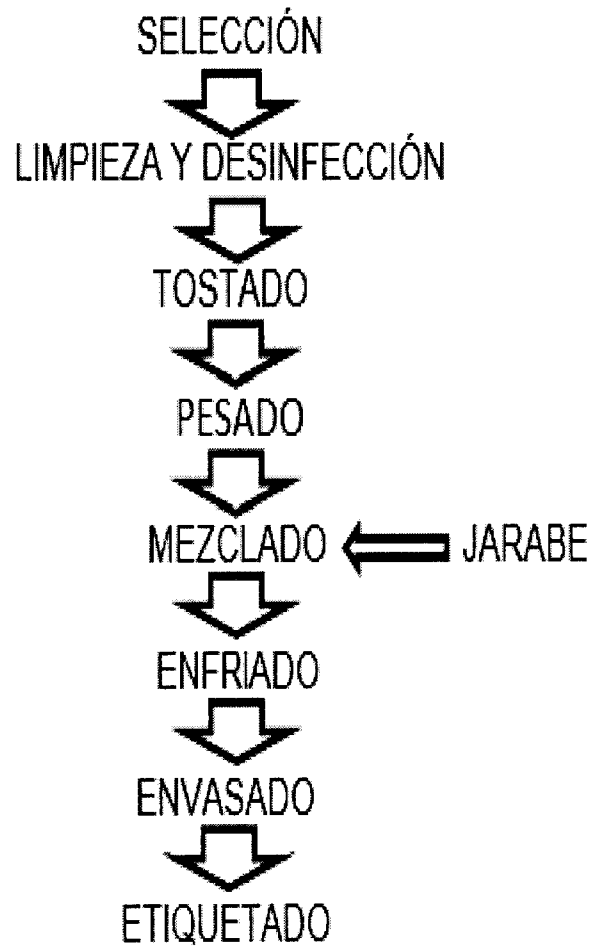 SELECCIÓN
LIMPIEZA Y DESINFECCIÓN
TOSTADO
PESADO
MEZCLADO JARABE
ENFRIADO
ENVASADO
ETIQUETADO